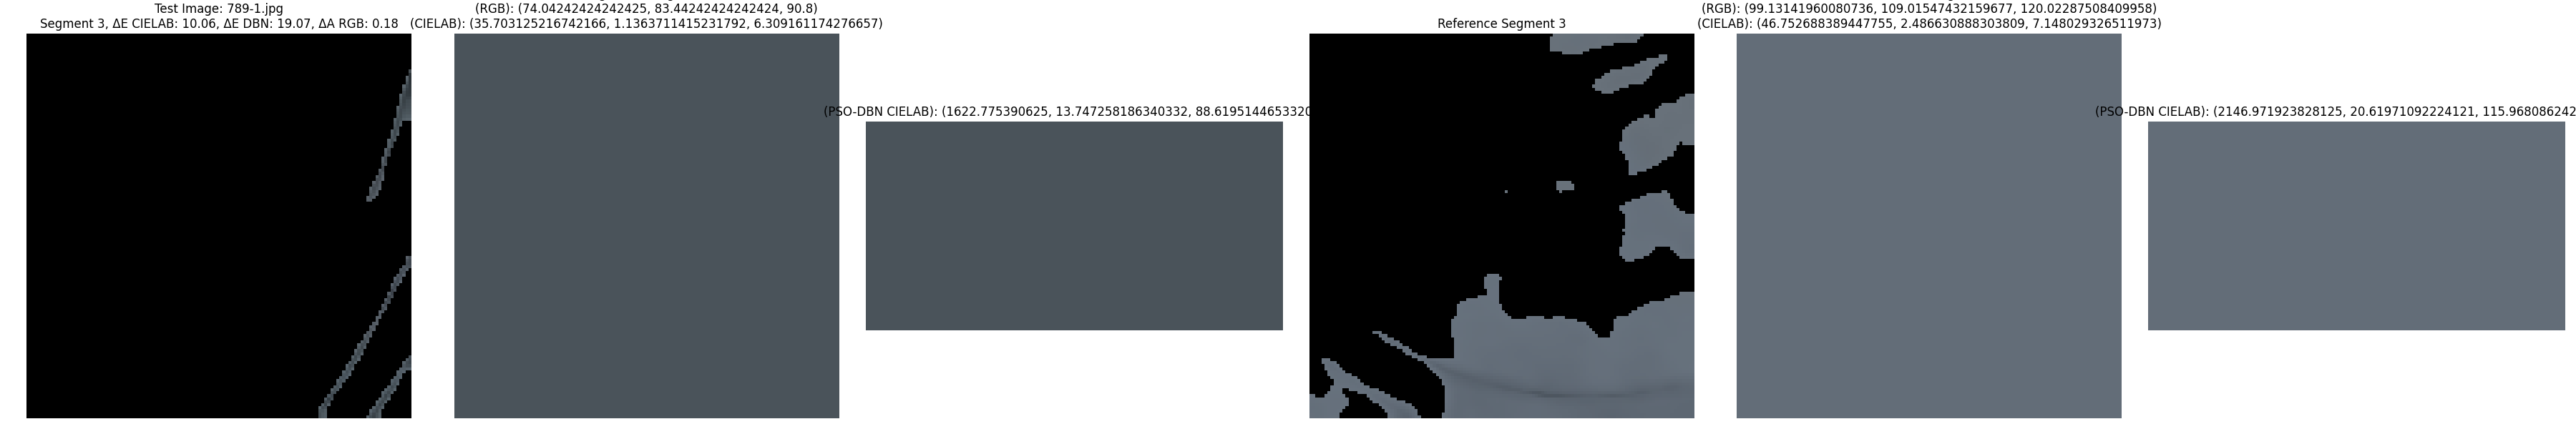 Test Image: 789-1.jpg
Segment 3, ΔE CIELAB: 10.06, ΔE DBN: 19.07, ΔA RGB: 0.18
(RGB): (74.04242424242425, 83.44242424242424, 90.8)
(CIELAB): (35.703125216742166, 1.1363711415231792, 6.309161174276657)
(PSO-DBN CIELAB): (1622.775390625, 13.747258186340332, 88.6195144653320
Reference Segment 3
(RGB): (99.13141960080736, 109.01547432159677, 120.02287508409958)
(CIELAB): (46.752688389447755, 2.486630888303809, 7.148029326511973)
(PSO-DBN CIELAB): (2146.971923828125, 20.61971092224121, 115.968086242